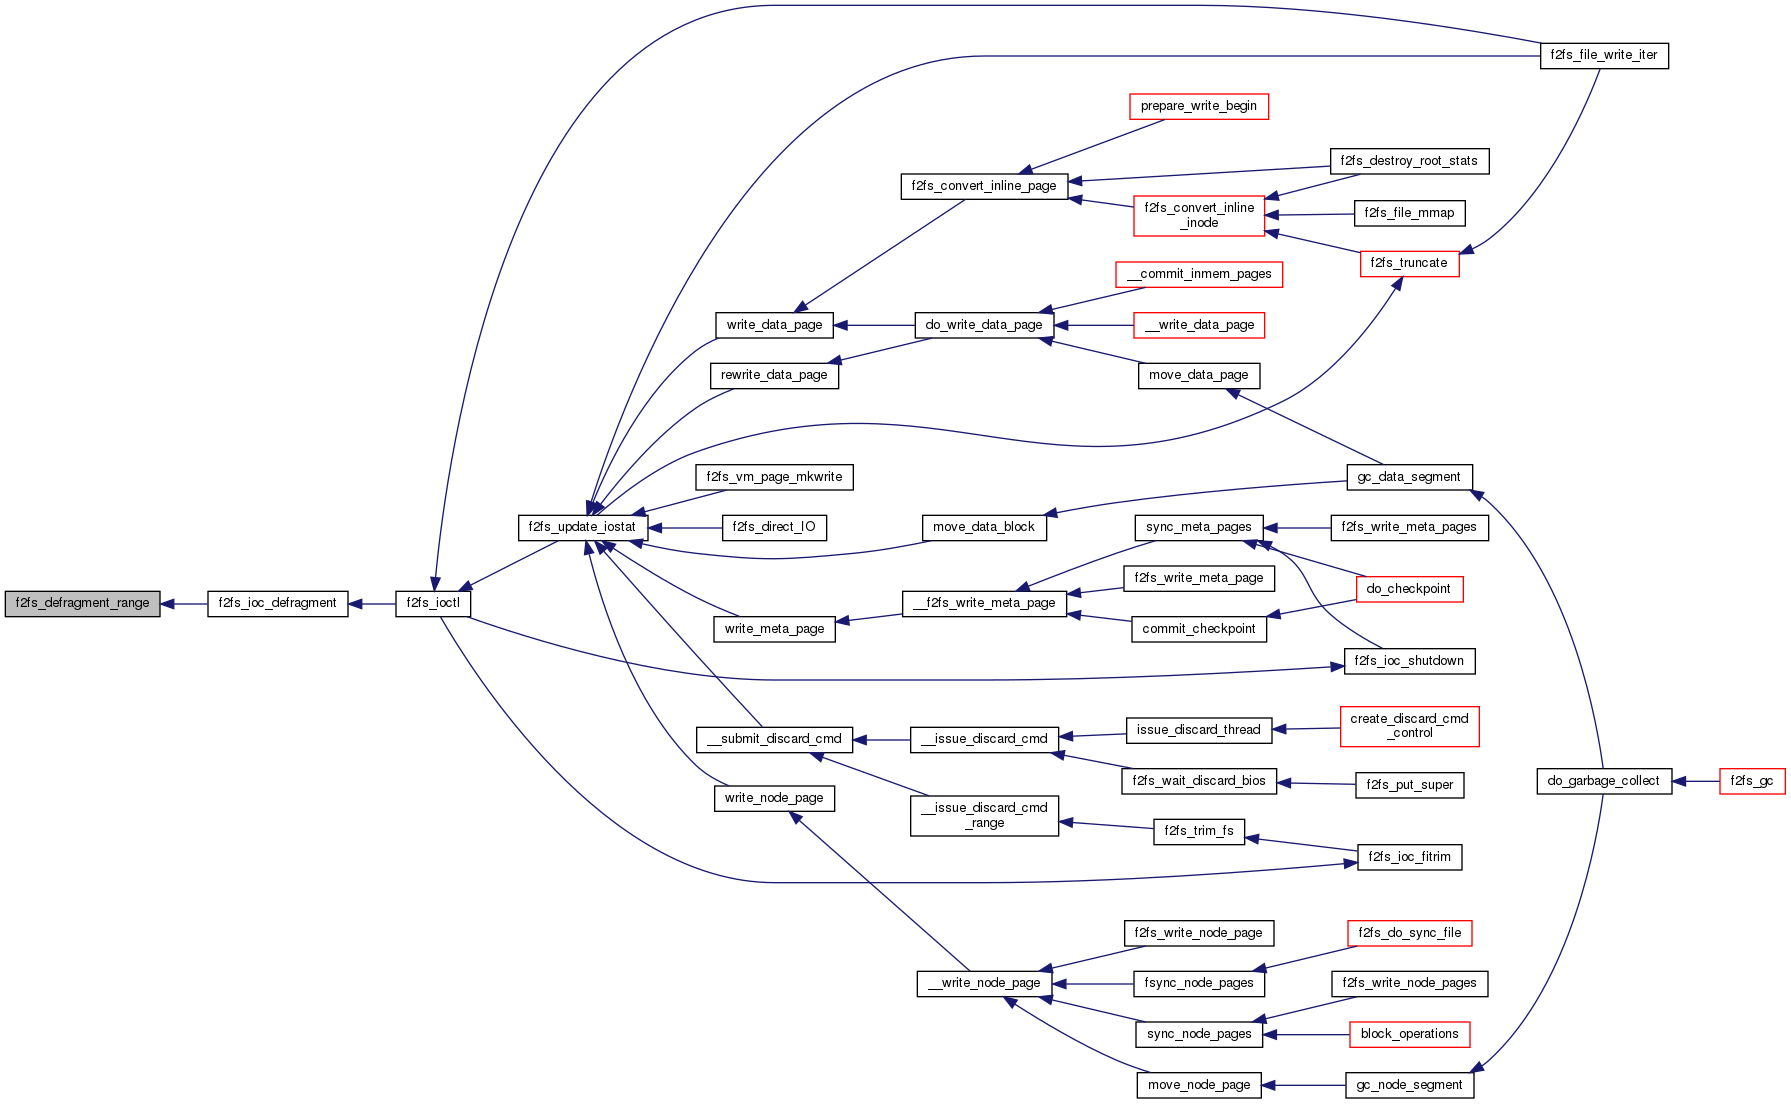 f2fs_file_write_iter
prepare_write_begin
f2fs_destroy_root_stats
f2fs_convert_inline_page
f2fs_convert_inline
_inode
f2fs_file_mmap
f2fs_truncate
__commit_inmem_pages
write_data_page
do_write_data_page
__write_data_page
rewrite_data_page
move_data_page
f2fs_vm_page_mkwrite
gc_data_segment
f2fs_update_iostat
f2fs_direct_IO
move_data_block
sync_meta_pages
f2fs_write_meta_pages
f2fs_write_meta_page
do_checkpoint
f2fs_defragment_range
f2fs_ioc_defragment
f2fs_ioctl
__f2fs_write_meta_page
write_meta_page
commit_checkpoint
f2fs_ioc_shutdown
__submit_discard_cmd
__issue_discard_cmd
issue_discard_thread
create_discard_cmd
_control
f2fs_wait_discard_bios
f2fs_put_super
do_garbage_collect
f2fs_gc
write_node_page
__issue_discard_cmd
_range
f2fs_trim_fs
f2fs_ioc_fitrim
f2fs_write_node_page
f2fs_do_sync_file
__write_node_page
fsync_node_pages
f2fs_write_node_pages
sync_node_pages
block_operations
move_node_page
gc_node_segment